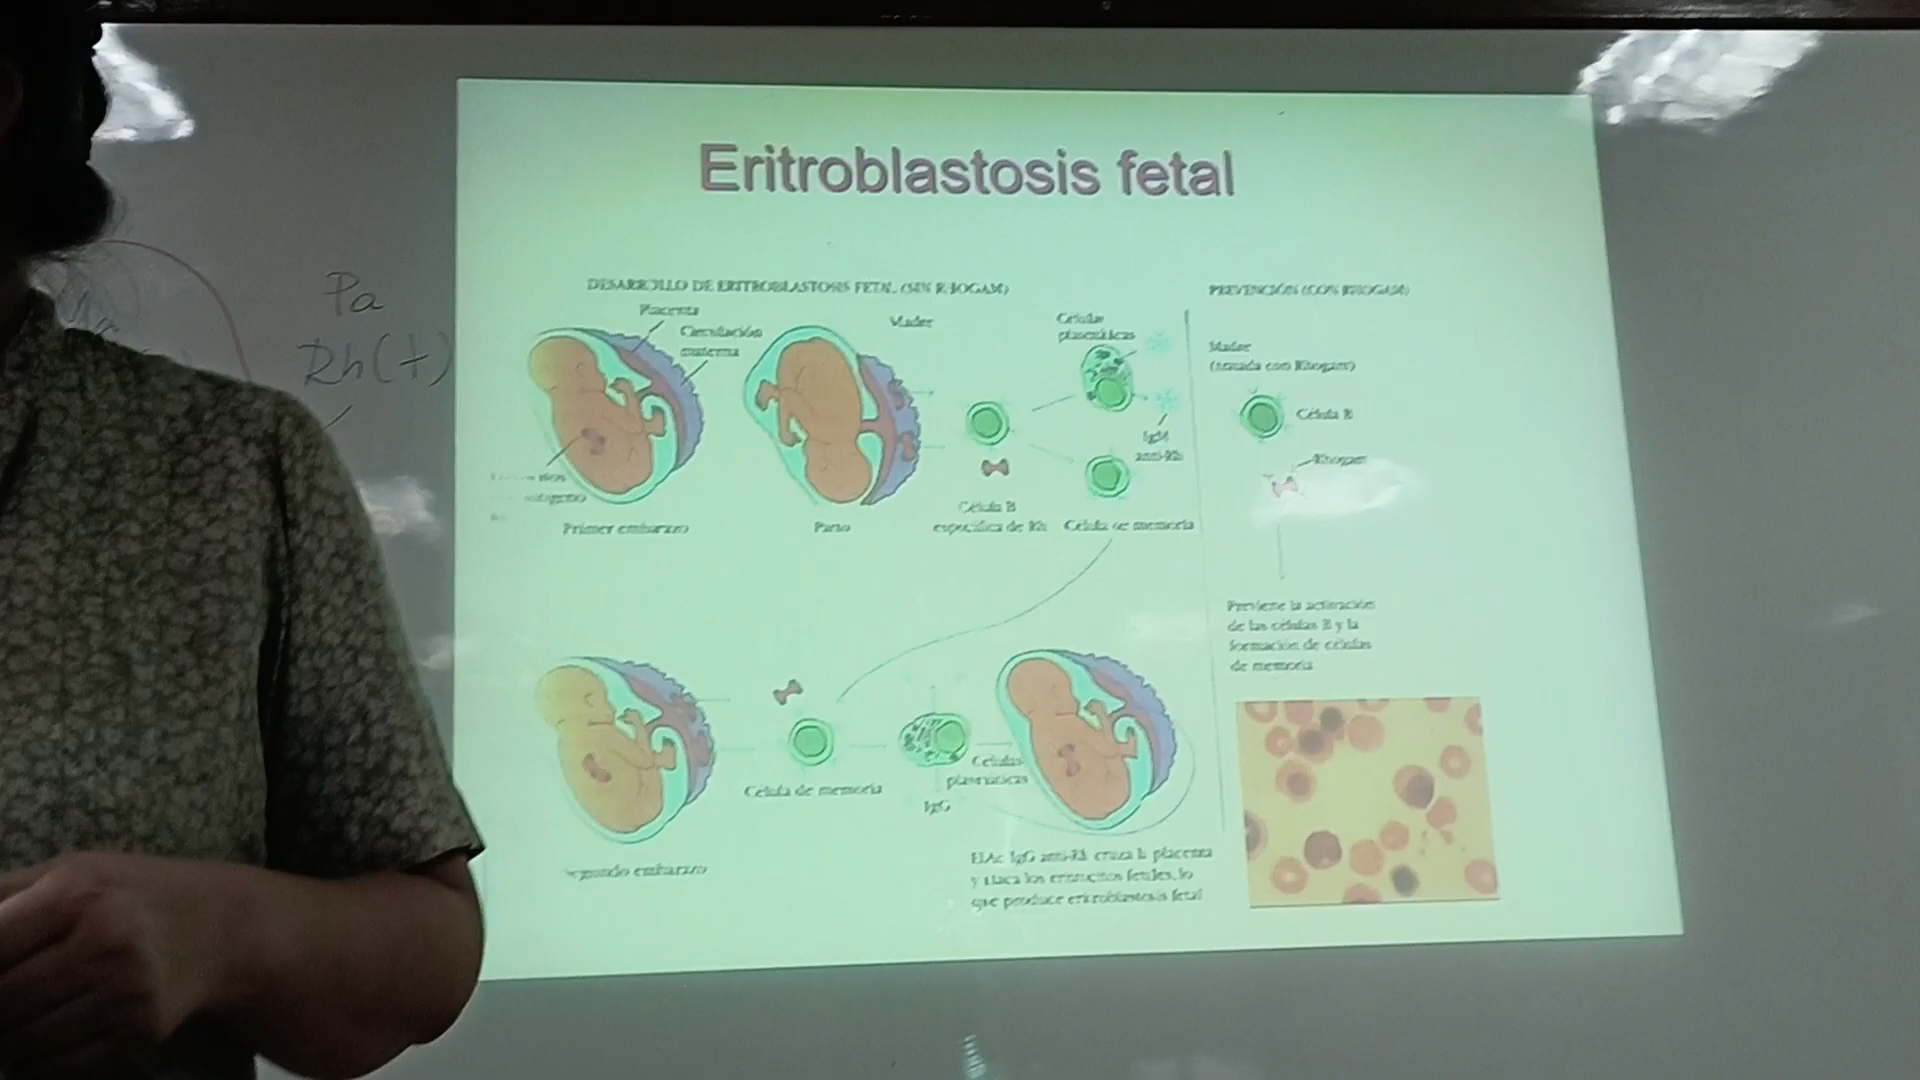 Pa
Rh(+)
Eritroblastosis fetal
DESARROLLO DE ERITROBLASTOSIS FETAL (SIN RHOGAM)
PREVENCIÓN (CON RHOGAM)
Placenta
Circulación
materna
Madre
Células
plasmáticas
Madre
(tratada con Rhogam)
Célula B
IgM
anti-Rh
Rhogam
Primer embarazo
Parto
Célula B
específica de Rh
Célula de memoria
Previene la activación
de las células B y la
formación de células
de memoria
Célula de memoria
Células
plasmáticas
IgG
Segundo embarazo
El Ac IgG anti-Rh cruza la placenta
y ataca los eritrocitos fetales, lo
que produce eritroblastosis fetal